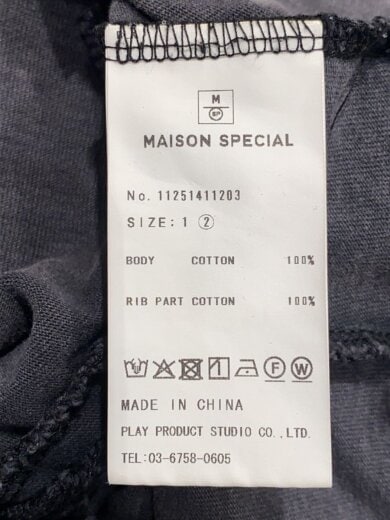 M
SP
MAISON SPECIAL
No. 11251411203
SIZE: 1 ②
BODY COTTON 100%
RIB PART COTTON 100%
F W
MADE IN CHINA
PLAY PRODUCT STUDIO CO.,LTD.
TEL:03-6758-0605